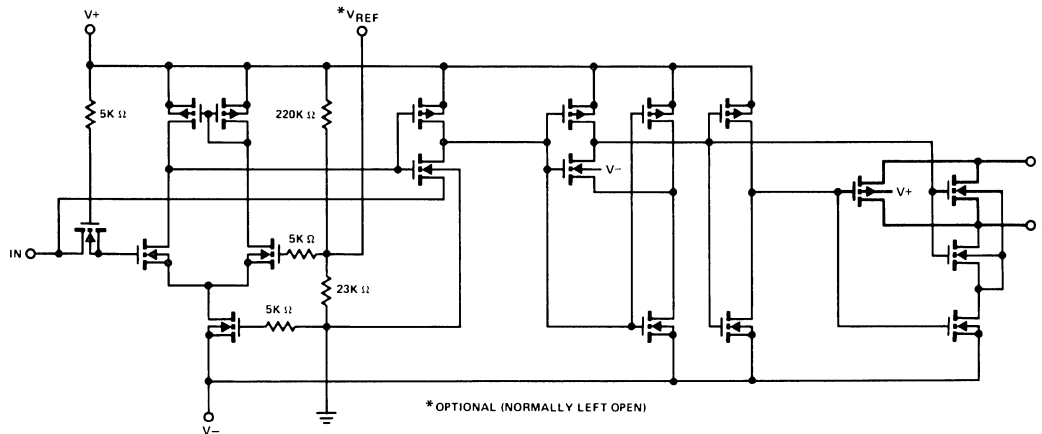 V+
*VREF
5K Ω
220K Ω
V−
V+
IN
5K Ω
23K Ω
5K Ω
*OPTIONAL (NORMALLY LEFT OPEN)
V−